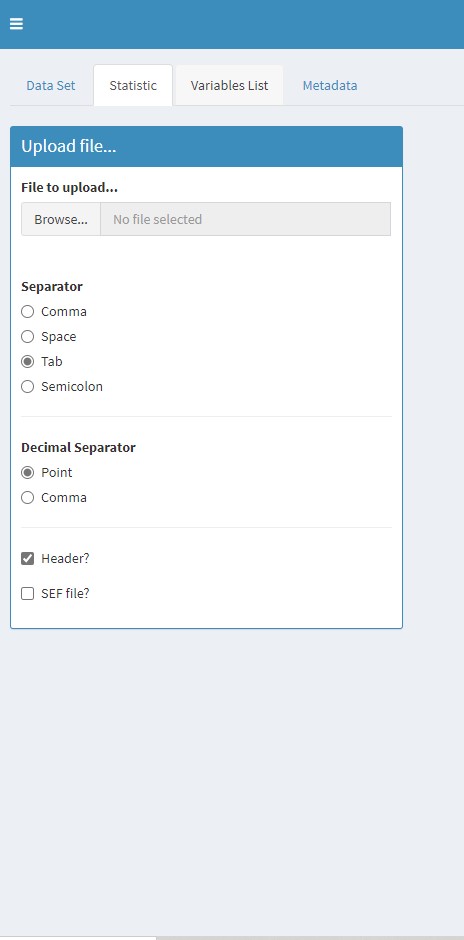 Data Set Statistic Variables List Metadata
Upload file...
File to upload...
Browse... No file selected
Separator
Comma
Space
Tab
Semicolon
Decimal Separator
Point
Comma
Header?
SEF file?